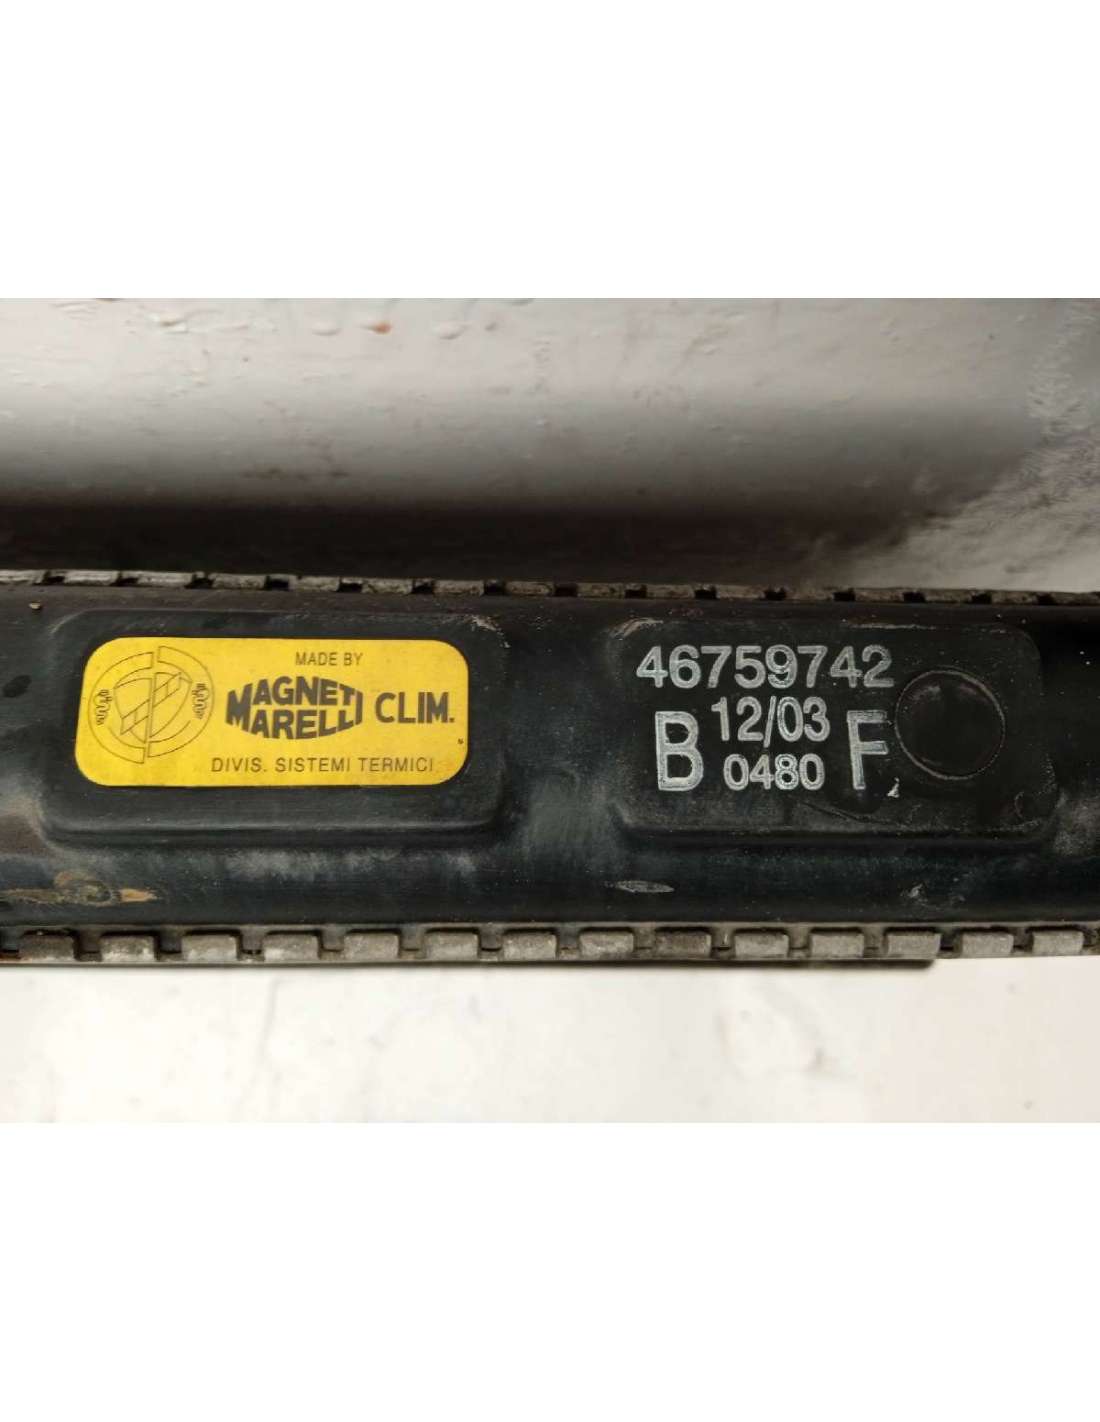 MADE BY
MAGNETI
MARELLI CLIM.
DIVIS. SISTEMI TERMICI
46759742
B 12/03 F
0480